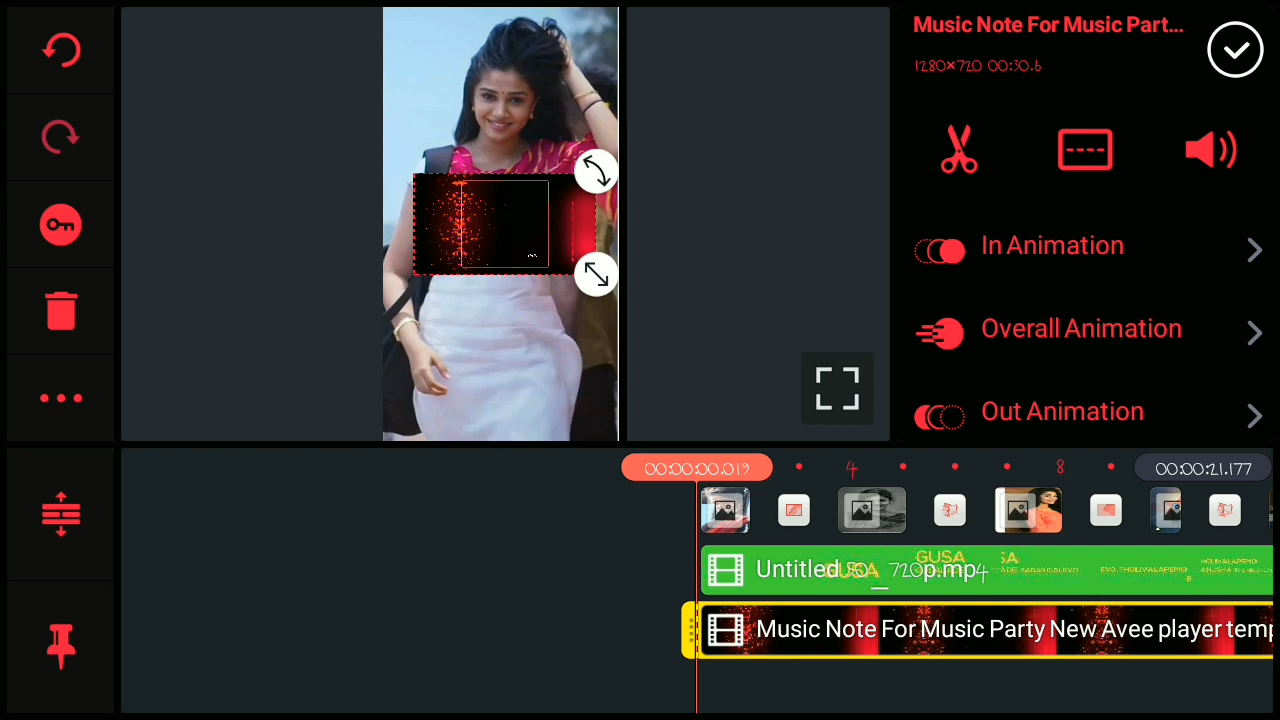 Music Note For Music Part...
1280×720 00:30.6
In Animation
Overall Animation
Out Animation
00:00:00.019
4
8
00:00:21.177
Untitled
720p.mp4
GUSA
GUSA
Music Note For Music Party New Avee player temp